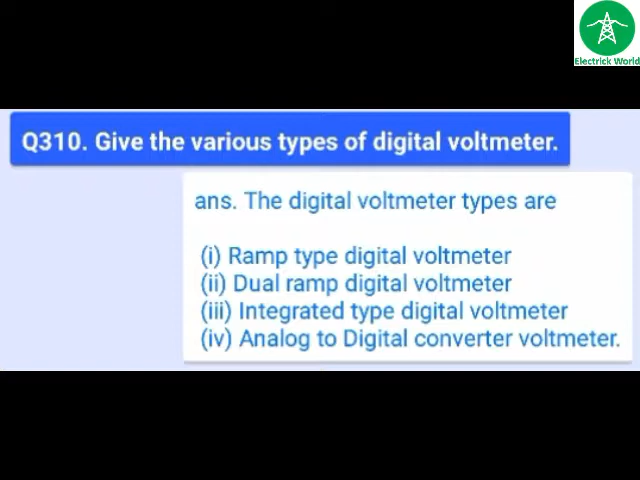 Electrick World
Q310. Give the various types of digital voltmeter.
ans. The digital voltmeter types are
(i) Ramp type digital voltmeter
(ii) Dual ramp digital voltmeter
(iii) Integrated type digital voltmeter
(iv) Analog to Digital converter voltmeter.